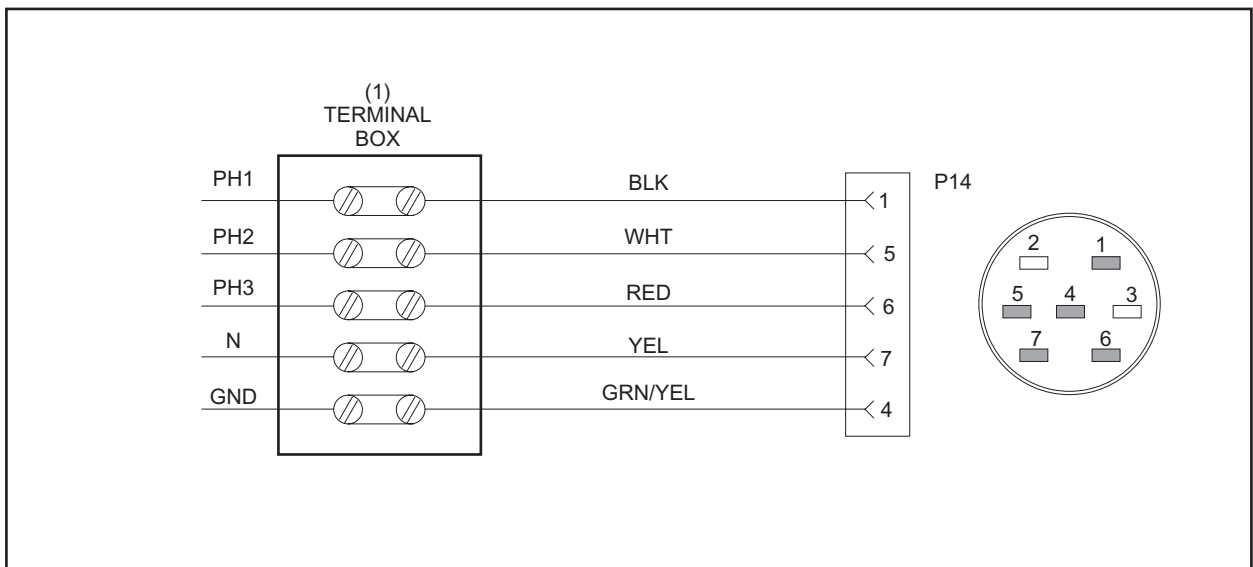 (1)
TERMINAL
BOX
PH1
BLK
1
P14
PH2
WHT
5
PH3
RED
6
N
YEL
7
GND
GRN/YEL
4
2
1
5
4
3
7
6